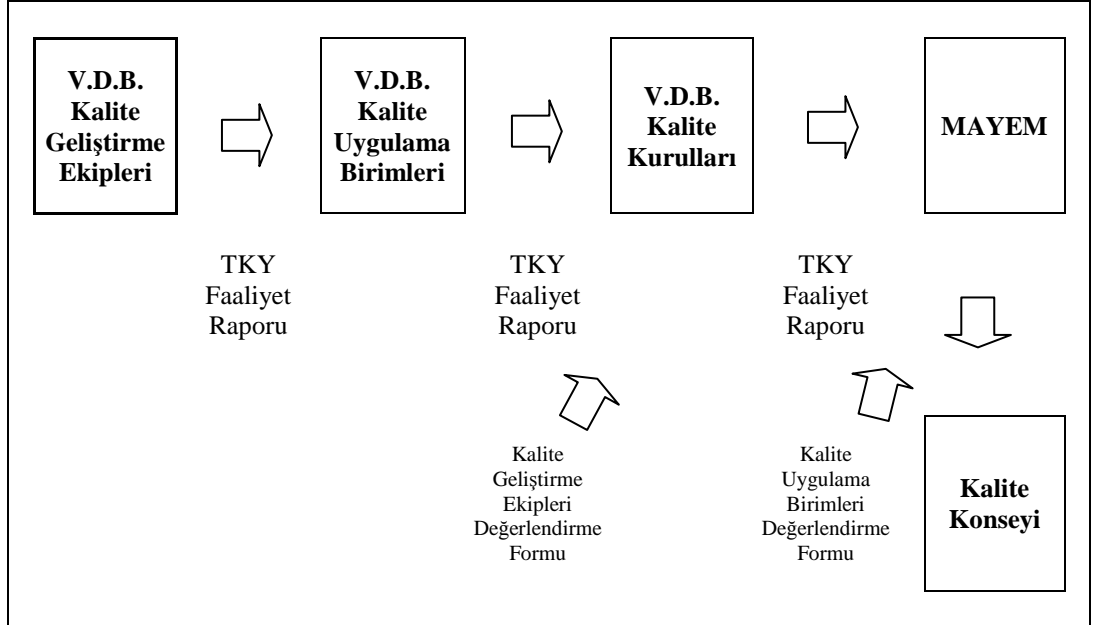 V.D.B.
Kalite
Geliştirme
Ekipleri
V.D.B.
Kalite
Uygulama
Birimleri
V.D.B.
Kalite
Kurulları
MAYEM
TKY
Faaliyet
Raporu
TKY
Faaliyet
Raporu
TKY
Faaliyet
Raporu
Kalite
Geliştirme
Ekipleri
Değerlendirme
Formu
Kalite
Uygulama
Birimleri
Değerlendirme
Formu
Kalite
Konseyi